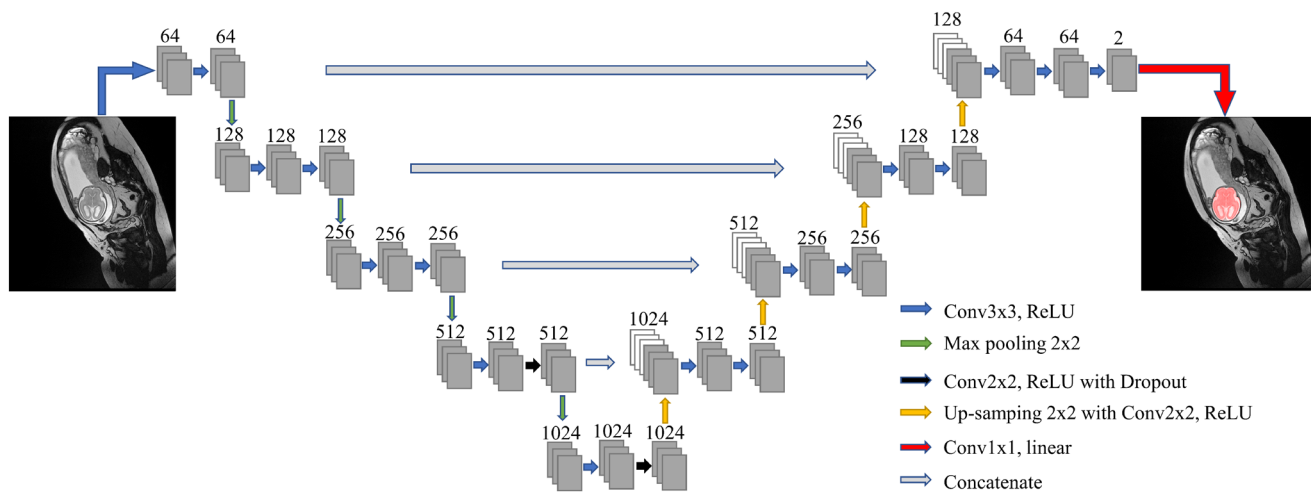 64 64 128 64 64 2
128 128 128 256 128 128
256 256 256 512 256 256
512 512 512 1024 512 512
1024 1024 1024
Conv3x3, ReLU
Max pooling 2x2
Conv2x2, ReLU with Dropout
Up-samping 2x2 with Conv2x2, ReLU
Conv1x1, linear
Concatenate